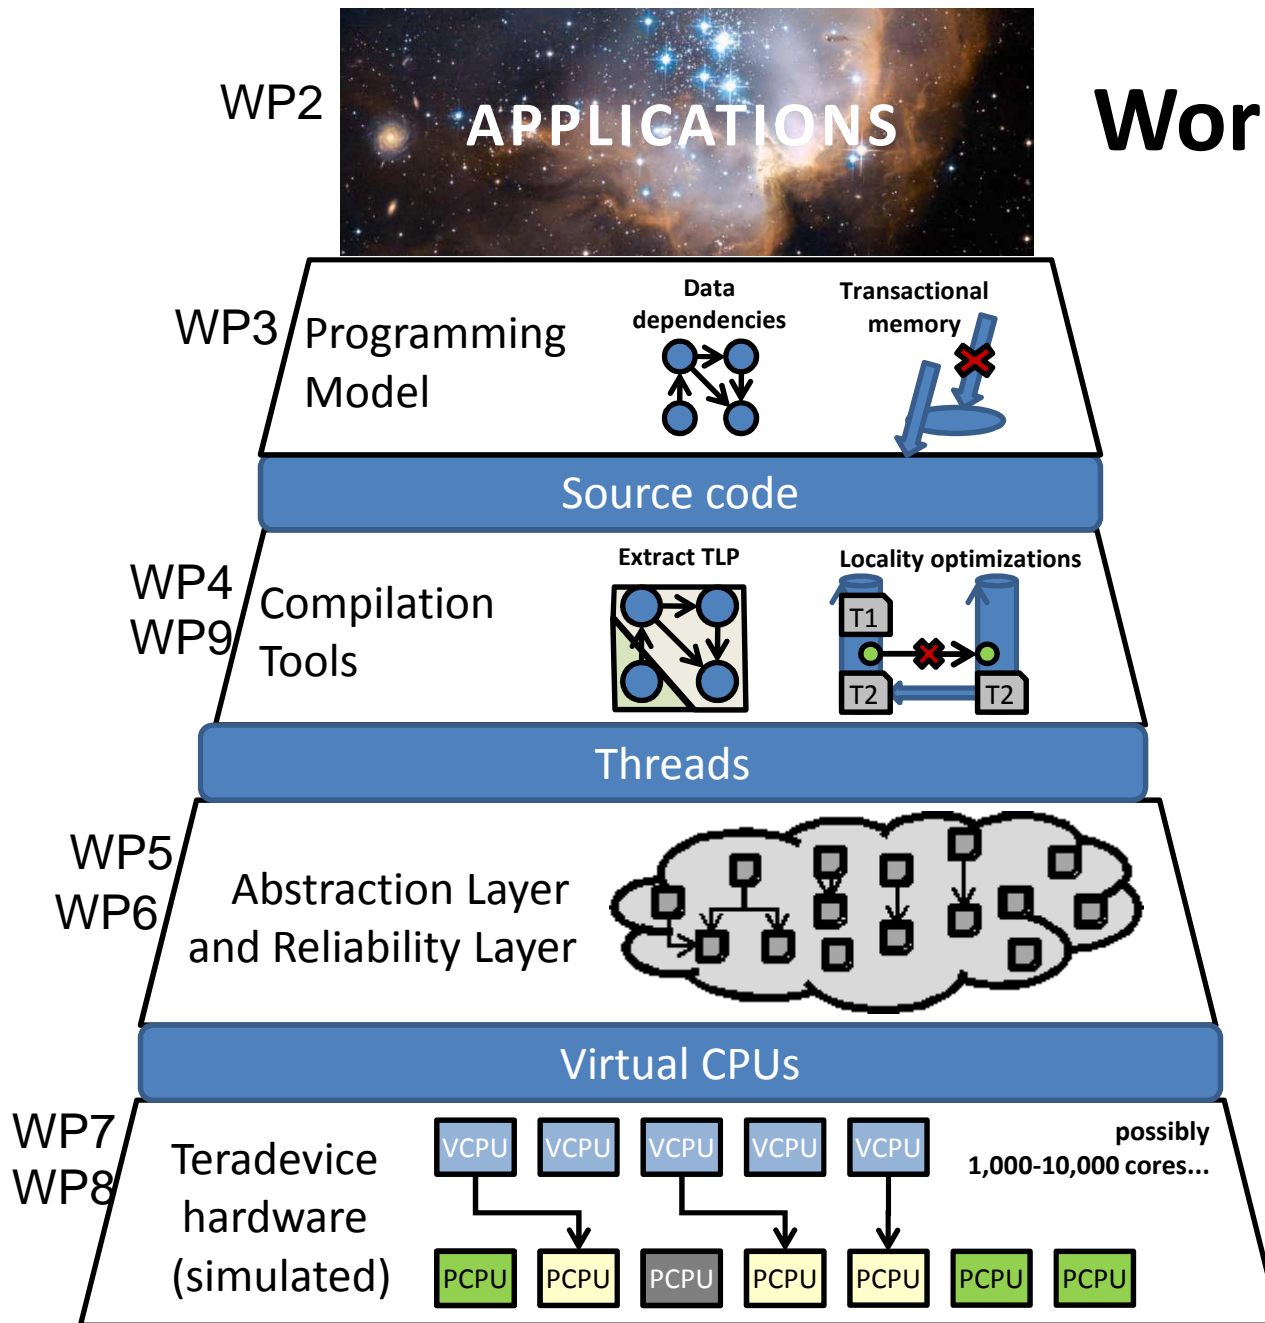 WP2
APPLICATIONS
Wor
WP3
Programming
Model
Data
dependencies
Transactional
memory
Source code
WP4
WP9
Compilation
Tools
Extract TLP
Locality optimizations
T1
T2
T2
Threads
WP5
WP6
Abstraction Layer
and Reliability Layer
Virtual CPUs
WP7
WP8
Teradevice
hardware
(simulated)
VCPU VCPU VCPU VCPU VCPU
possibly
1,000-10,000 cores...
PCPU PCPU PCPU PCPU PCPU PCPU PCPU